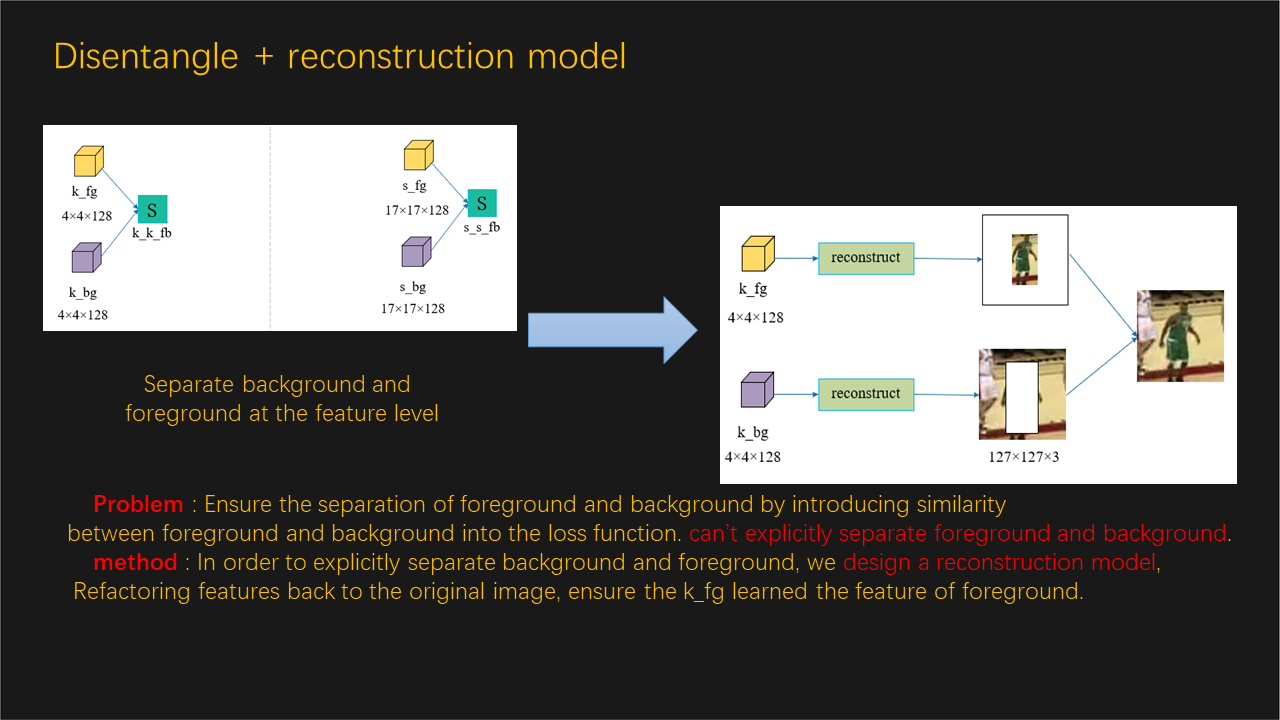 Disentangle + reconstruction model
k_fg
4×4×128
S
k_k_fb
k_bg
4×4×128
s_fg
17×17×128
S
s_s_fb
s_bg
17×17×128
Separate background and
foreground at the feature level
k_fg
4×4×128
reconstruct
k_bg
4×4×128
reconstruct
127×127×3
Problem : Ensure the separation of foreground and background by introducing similarity
between foreground and background into the loss function. can't explicitly separate foreground and background.
method : In order to explicitly separate background and foreground, we design a reconstruction model,
Refactoring features back to the original image, ensure the k_fg learned the feature of foreground.